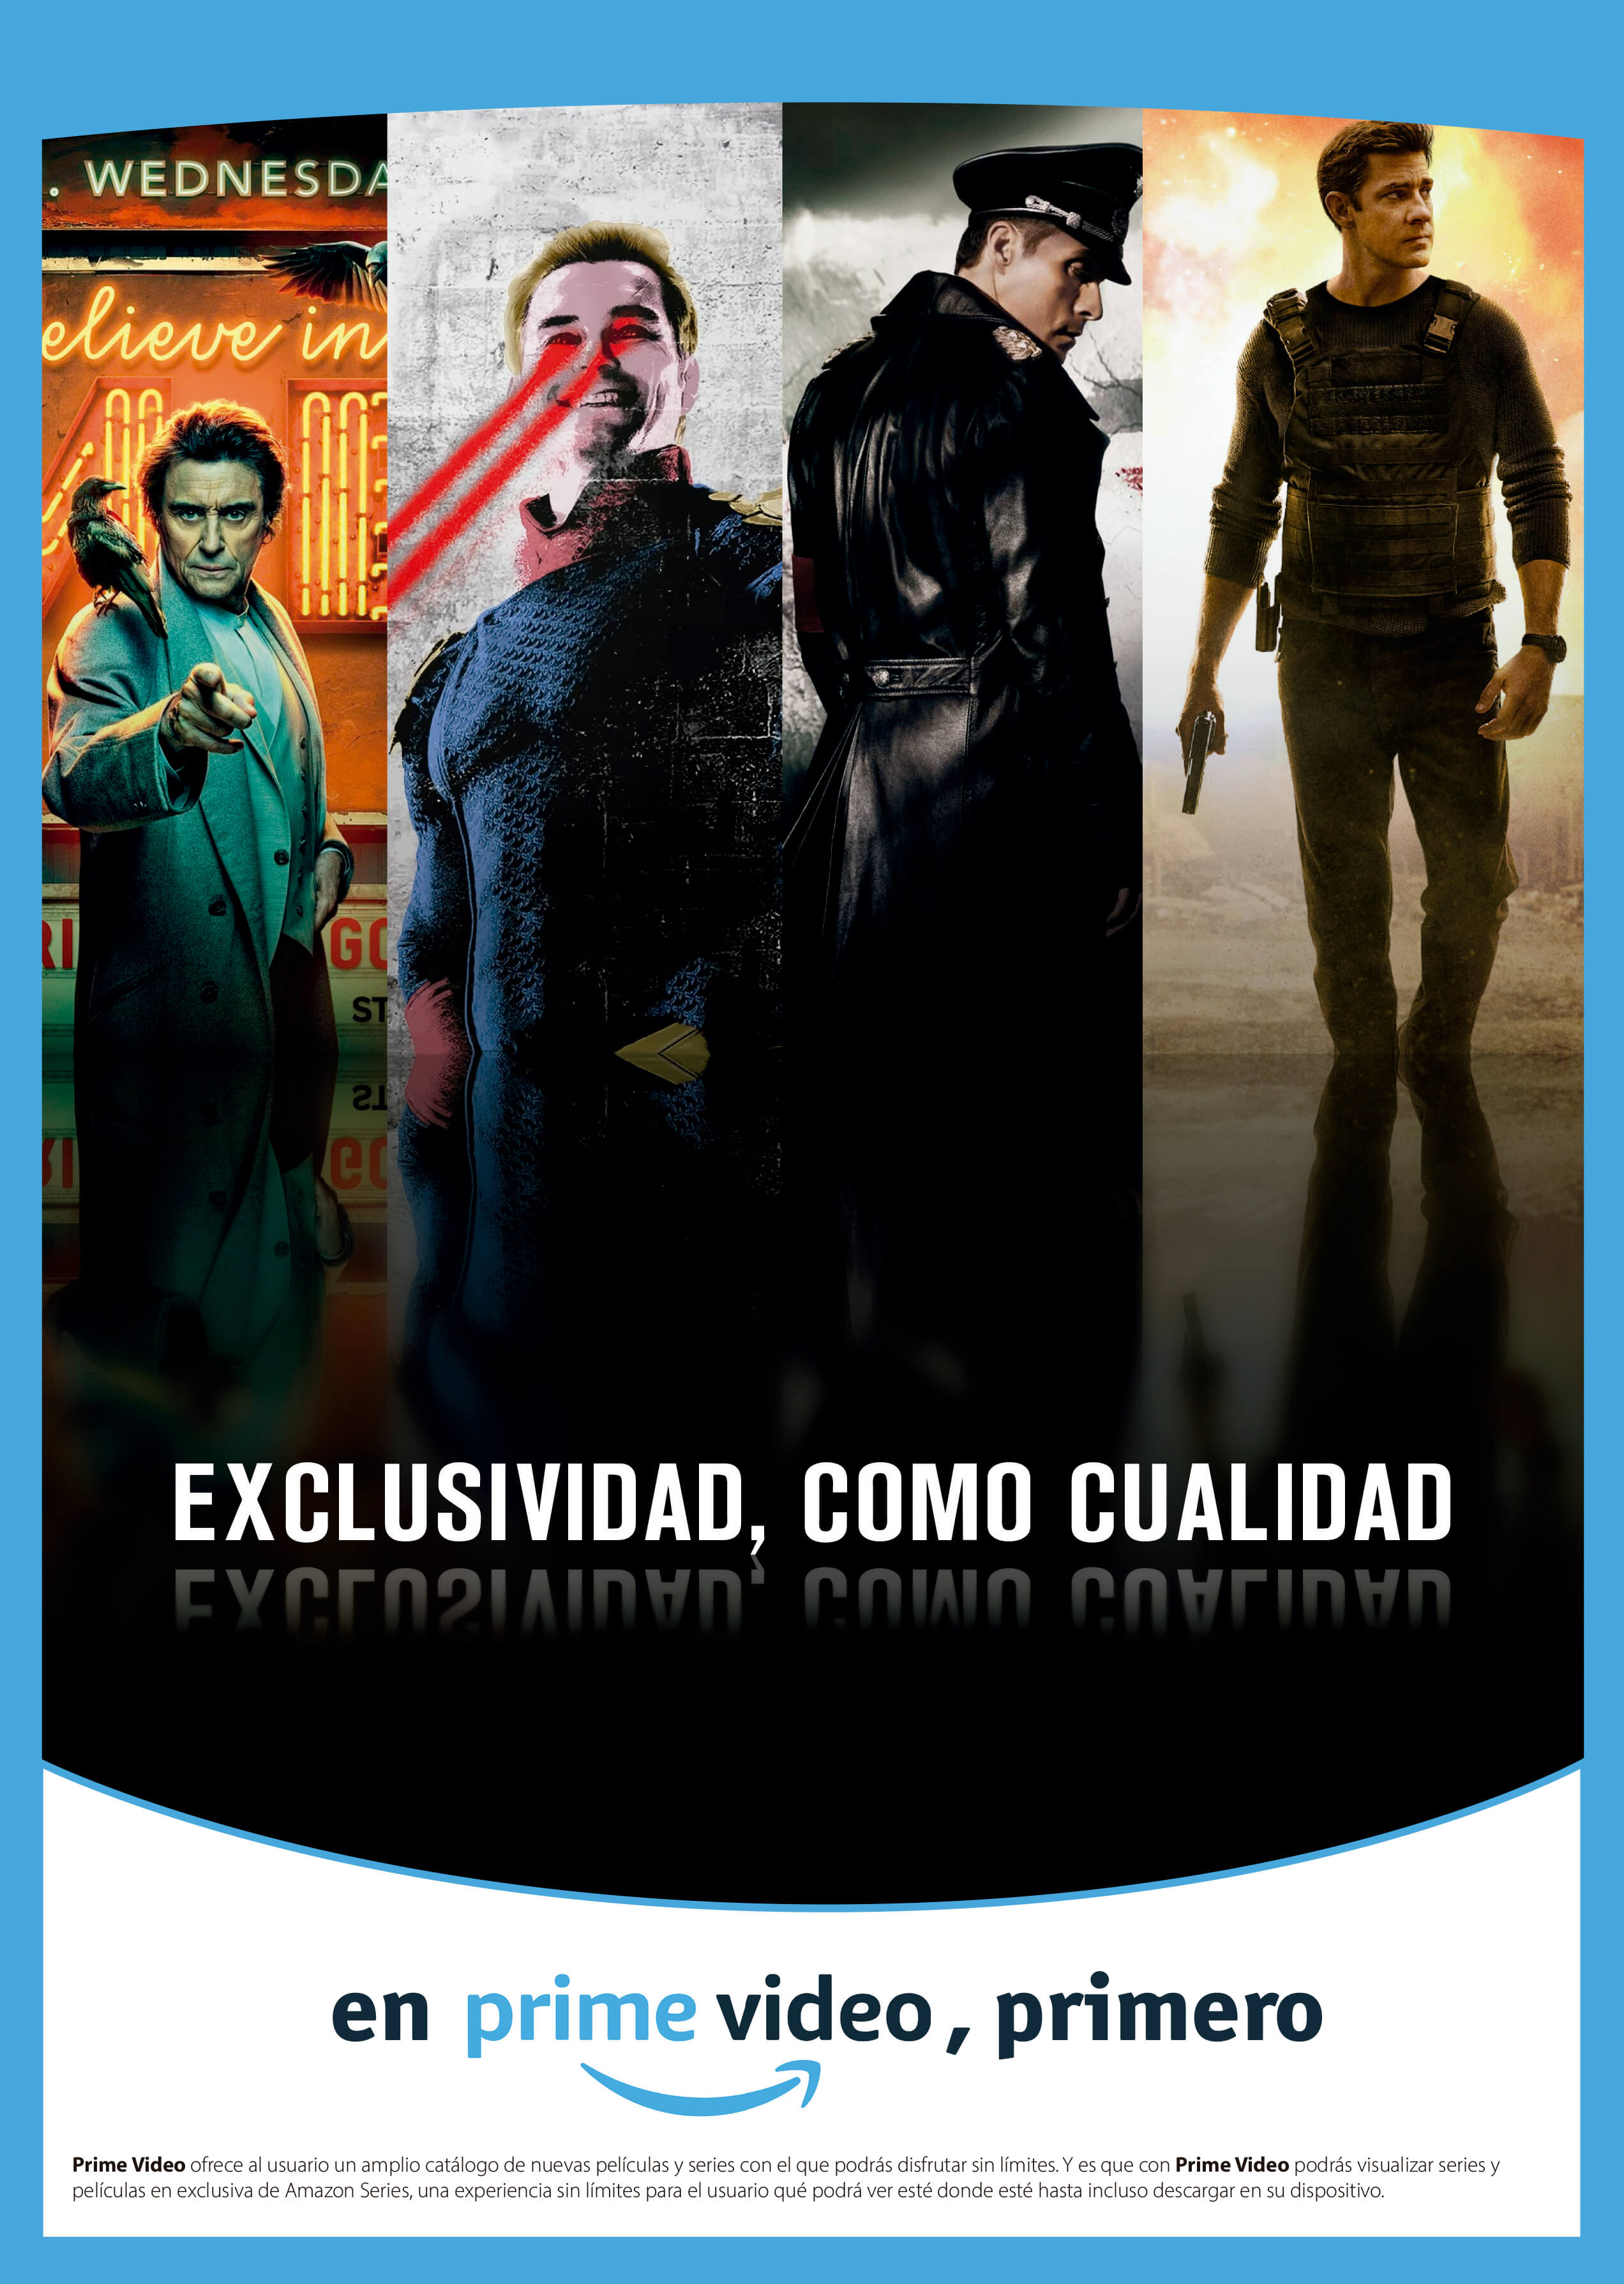 . WEDNESDA
elieve in
RI
GO
ST
EXCLUSIVIDAD, COMO CUALIDAD
en prime video, primero
Prime Video ofrece al usuario un amplio catálogo de nuevas películas y series con el que podrás disfrutar sin límites. Y es que con Prime Video podrás visualizar series y
películas en exclusiva de Amazon Series, una experiencia sin límites para el usuario qué podrá ver esté donde esté hasta incluso descargar en su dispositivo.